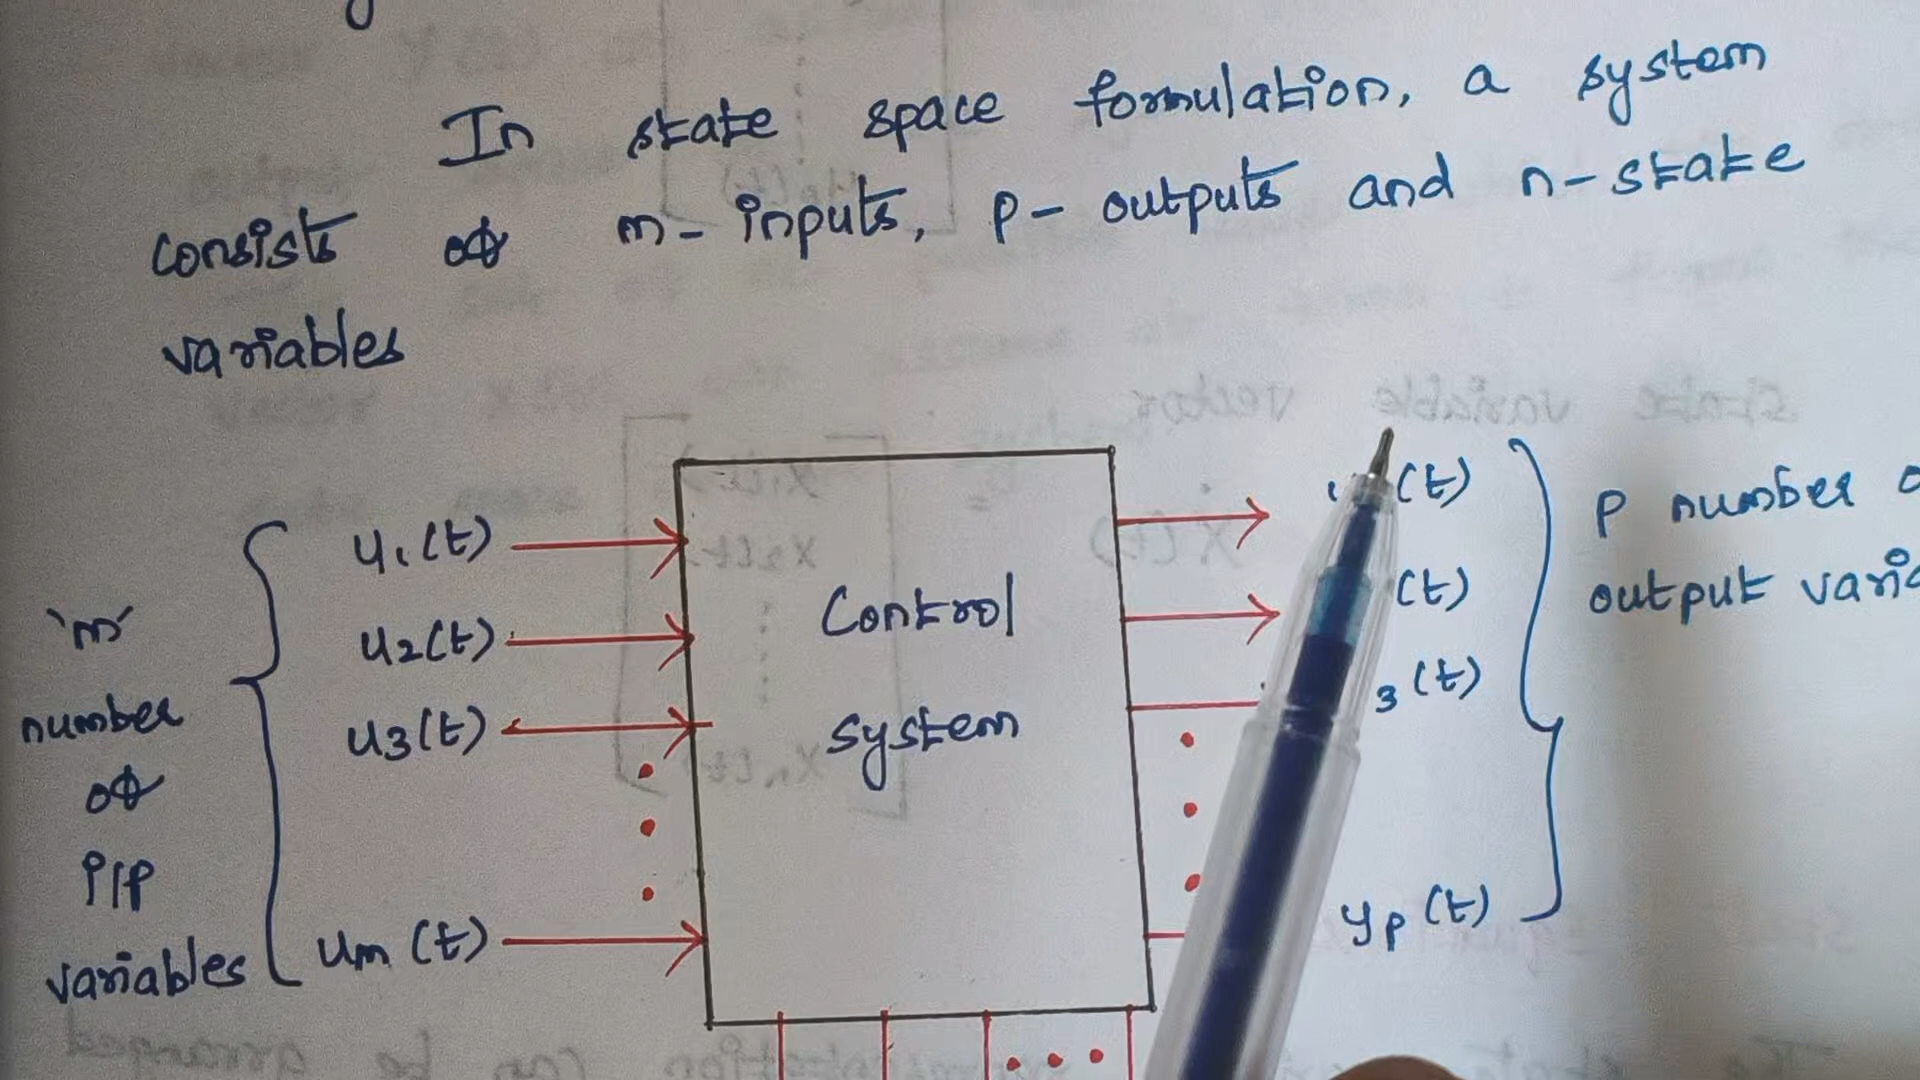 In state space formulation, a system
consists of m- inputs, p- outputs and n-state
variables
'm'
number
of
i/p
variables
u1(t)
u2(t)
u3(t)
um (t)
Control
system
(t)
(t)
3 (t)
yp (t)
P number
output